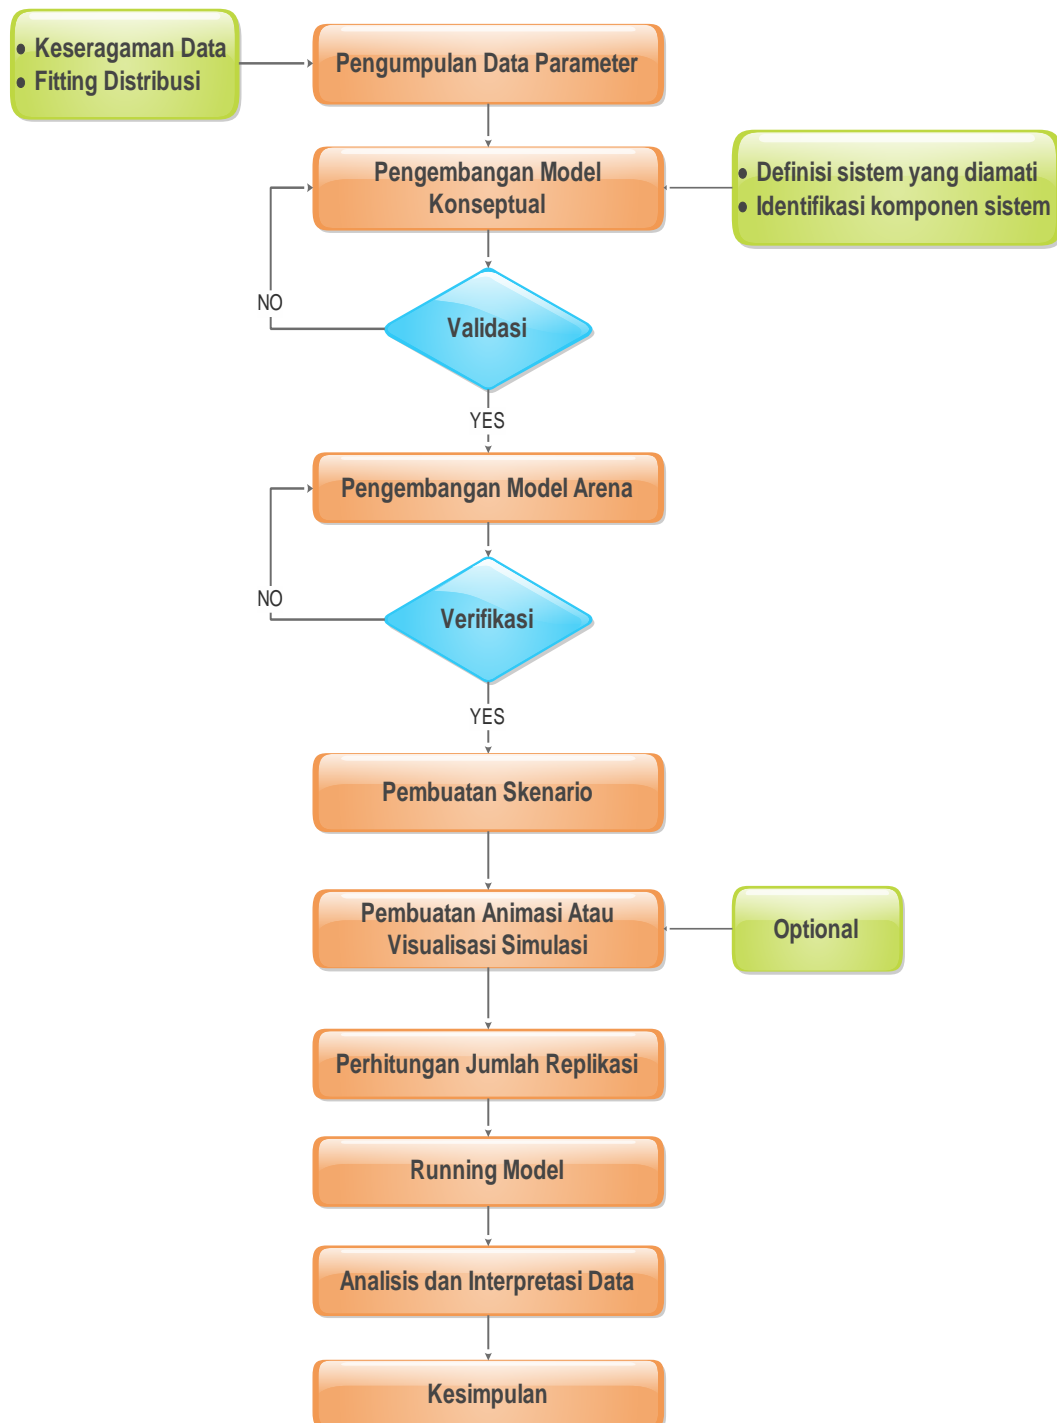 • Keseragaman Data
• Fitting Distribusi
Pengumpulan Data Parameter
Pengembangan Model
Konseptual
• Definisi sistem yang diamati
• Identifikasi komponen sistem
NO
Validasi
YES
Pengembangan Model Arena
NO
Verifikasi
YES
Pembuatan Skenario
Pembuatan Animasi Atau
Visualisasi Simulasi
Optional
Perhitungan Jumlah Replikasi
Running Model
Analisis dan Interpretasi Data
Kesimpulan